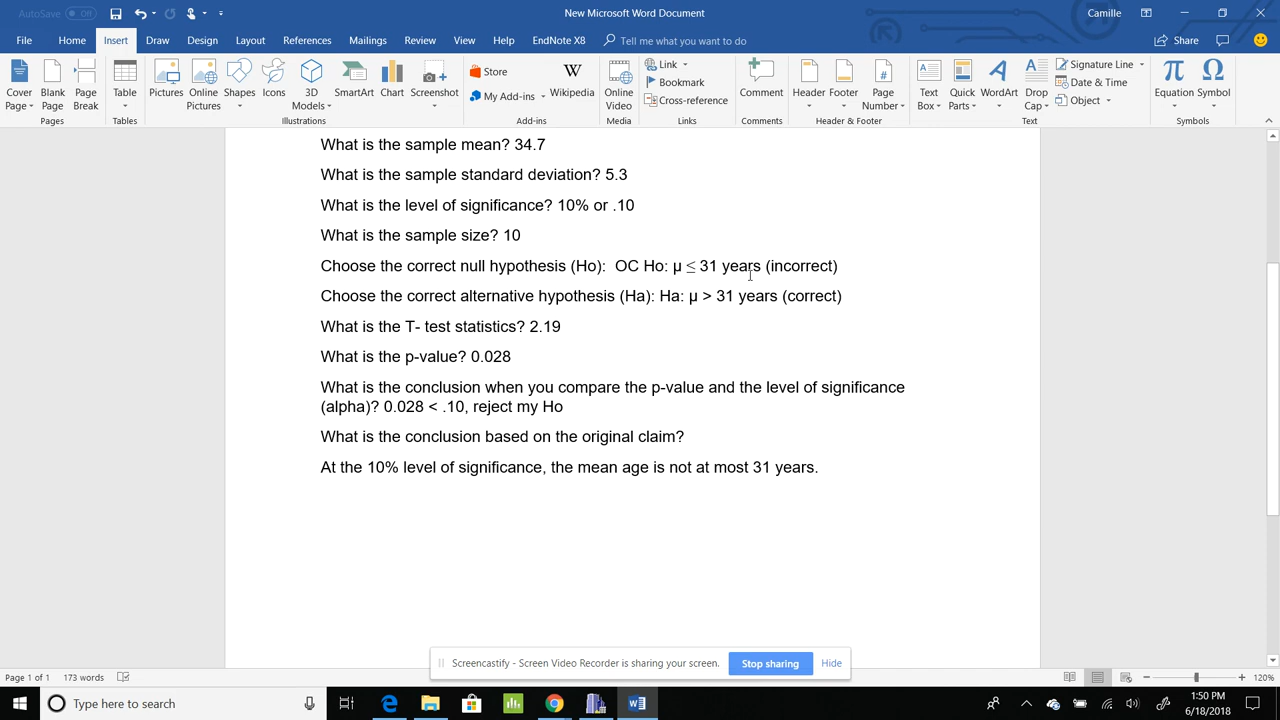 AutoSave Off
New Microsoft Word Document
Camille
File Home Insert Draw Design Layout References Mailings Review View Help EndNote X8 Tell me what you want to do
Share
Cover Page
Blank Page
Page Break
Pages
Table
Tables
Pictures
Online Pictures
Shapes
Icons
3D Models
SmartArt
Chart
Screenshot
Illustrations
Store
My Add-ins
W
Wikipedia
Add-ins
Online Video
Media
Link
Bookmark
Cross-reference
Links
Comment
Comments
Header
Footer
Page Number
Header & Footer
Text Box
Quick Parts
WordArt
Drop Cap
Signature Line
Date & Time
Object
Text
Equation
Symbol
Symbols
What is the sample mean? 34.7
What is the sample standard deviation? 5.3
What is the level of significance? 10% or .10
What is the sample size? 10
Choose the correct null hypothesis (Ho):  OC Ho: µ ≤ 31 years (incorrect)
Choose the correct alternative hypothesis (Ha): Ha: µ > 31 years (correct)
What is the T- test statistics? 2.19
What is the p-value? 0.028
What is the conclusion when you compare the p-value and the level of significance
(alpha)? 0.028 < .10, reject my Ho
What is the conclusion based on the original claim?
At the 10% level of significance, the mean age is not at most 31 years.
Screencastify - Screen Video Recorder is sharing your screen. Stop sharing Hide
Page 1 of 1 173 words
120%
Type here to search
1:50 PM
6/18/2018